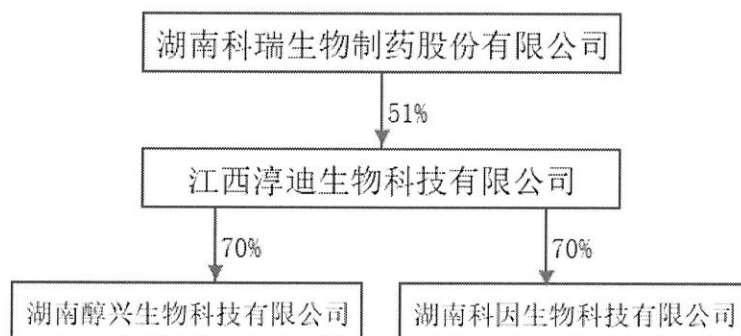 湖南科瑞生物制药股份有限公司
51%
江西淳迪生物科技有限公司
70%
70%
湖南醇兴生物科技有限公司
湖南科因生物科技有限公司